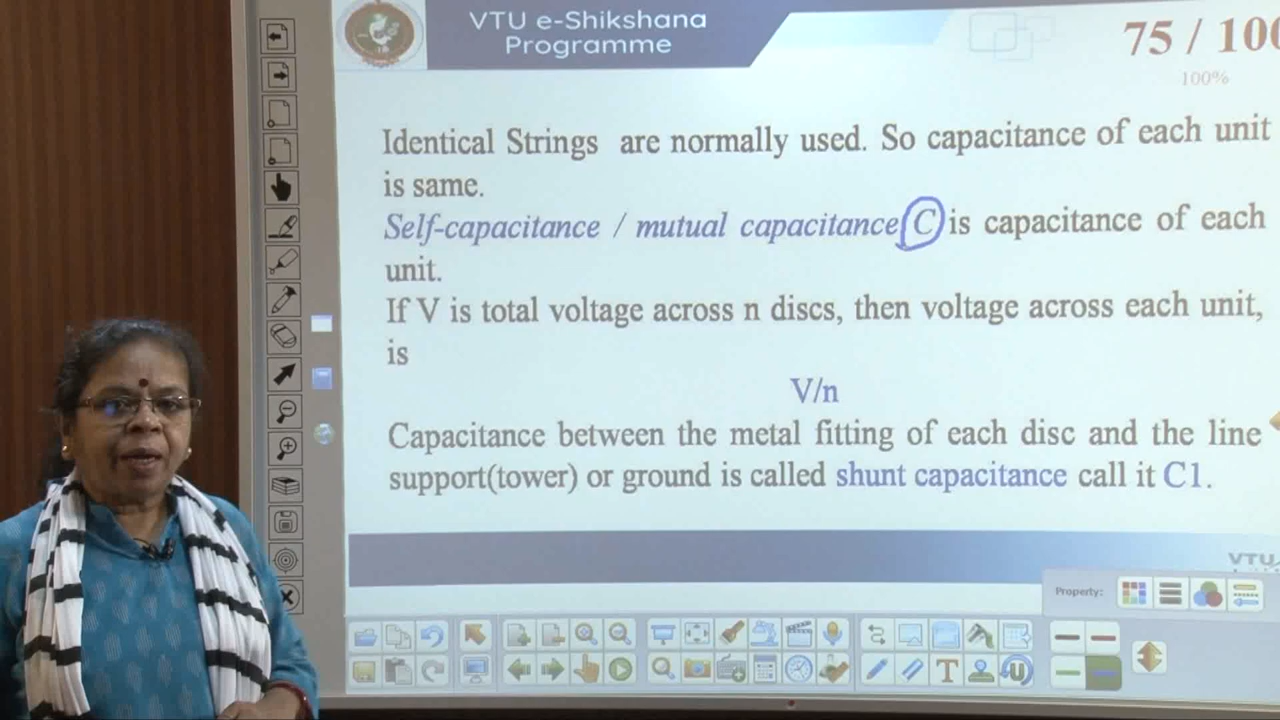 VTU e-Shikshana
Programme
75 / 100
100%
Identical Strings are normally used. So capacitance of each unit
is same.
Self-capacitance / mutual capacitance C is capacitance of each
unit.
If V is total voltage across n discs, then voltage across each unit,
is
V/n
Capacitance between the metal fitting of each disc and the line
support(tower) or ground is called shunt capacitance call it C1.
VTU
Property: